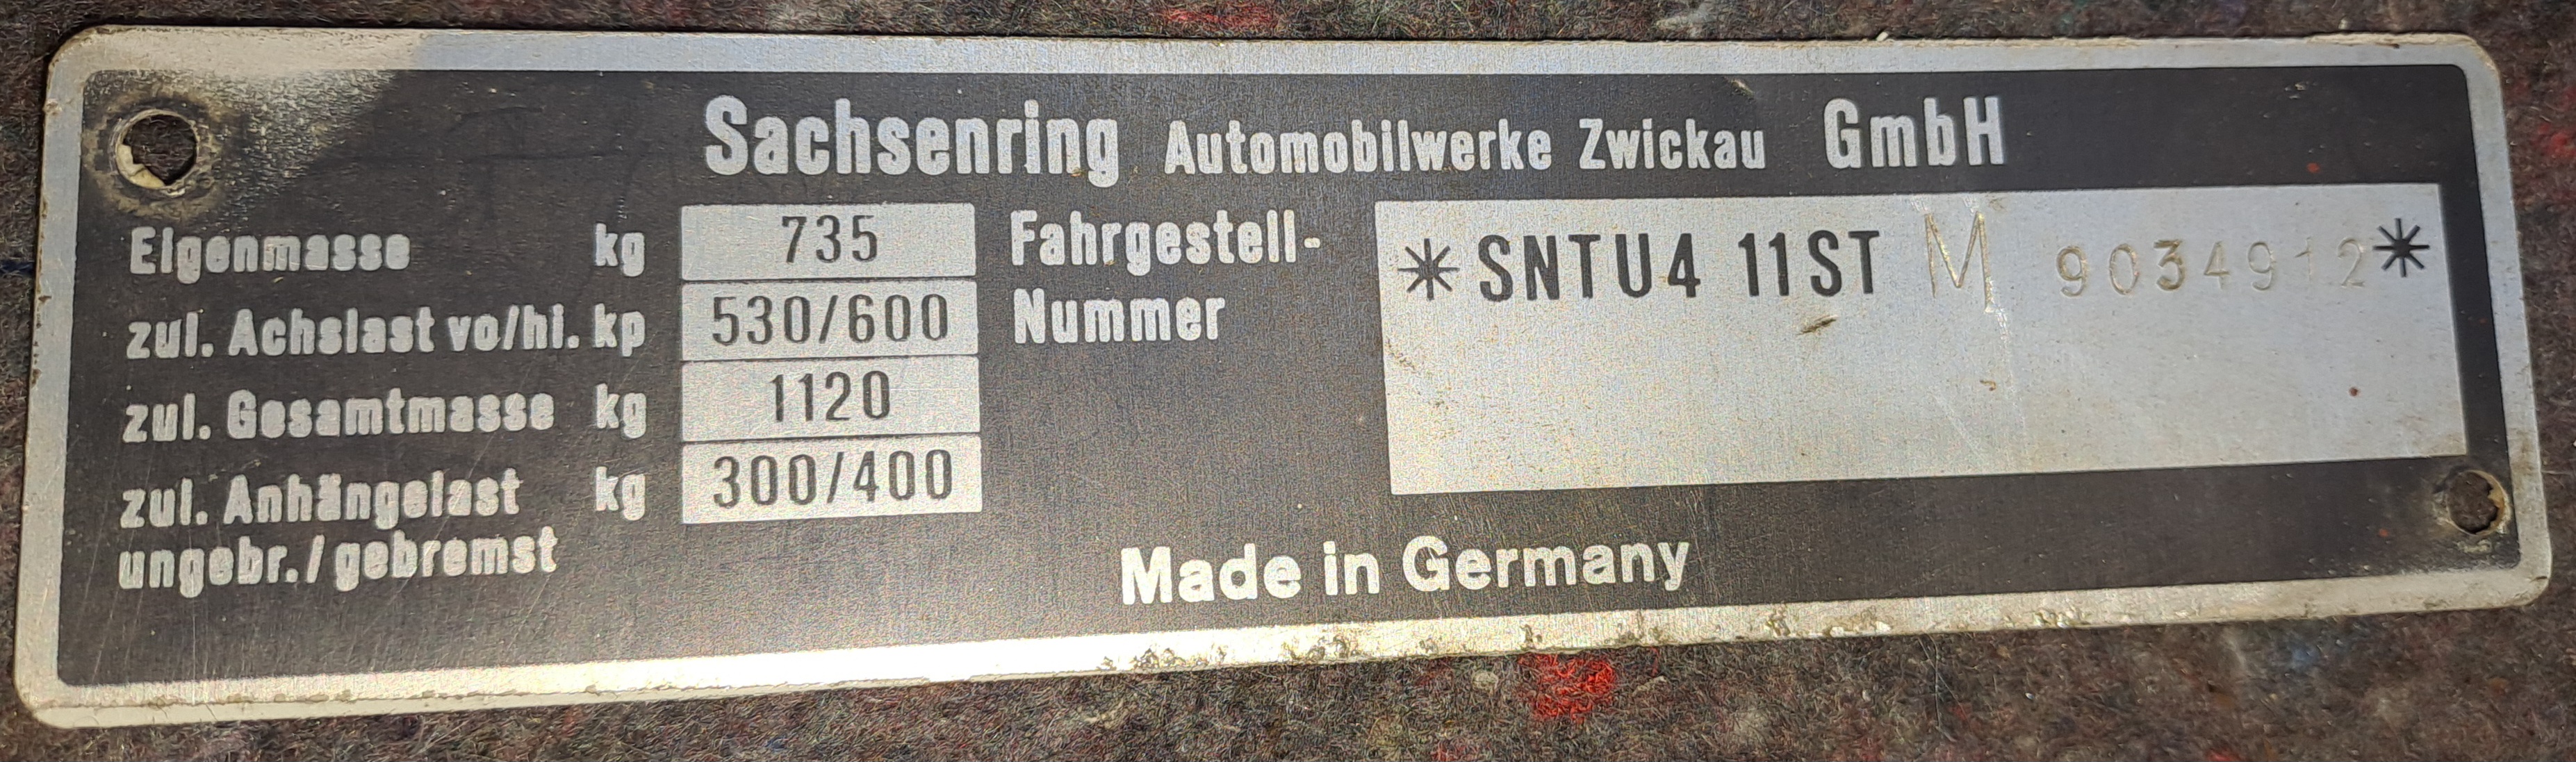 Sachsenring Automobilwerke Zwickau GmbH
Eigenmasse kg 735
zul. Achslast vo/hi. kp 530/600
zul. Gesamtmasse kg 1120
zul. Anhängelast kg 300/400
ungebr./gebremst
Fahrgestell-
Nummer
*SNTU4 11ST M 9034912*
Made in Germany